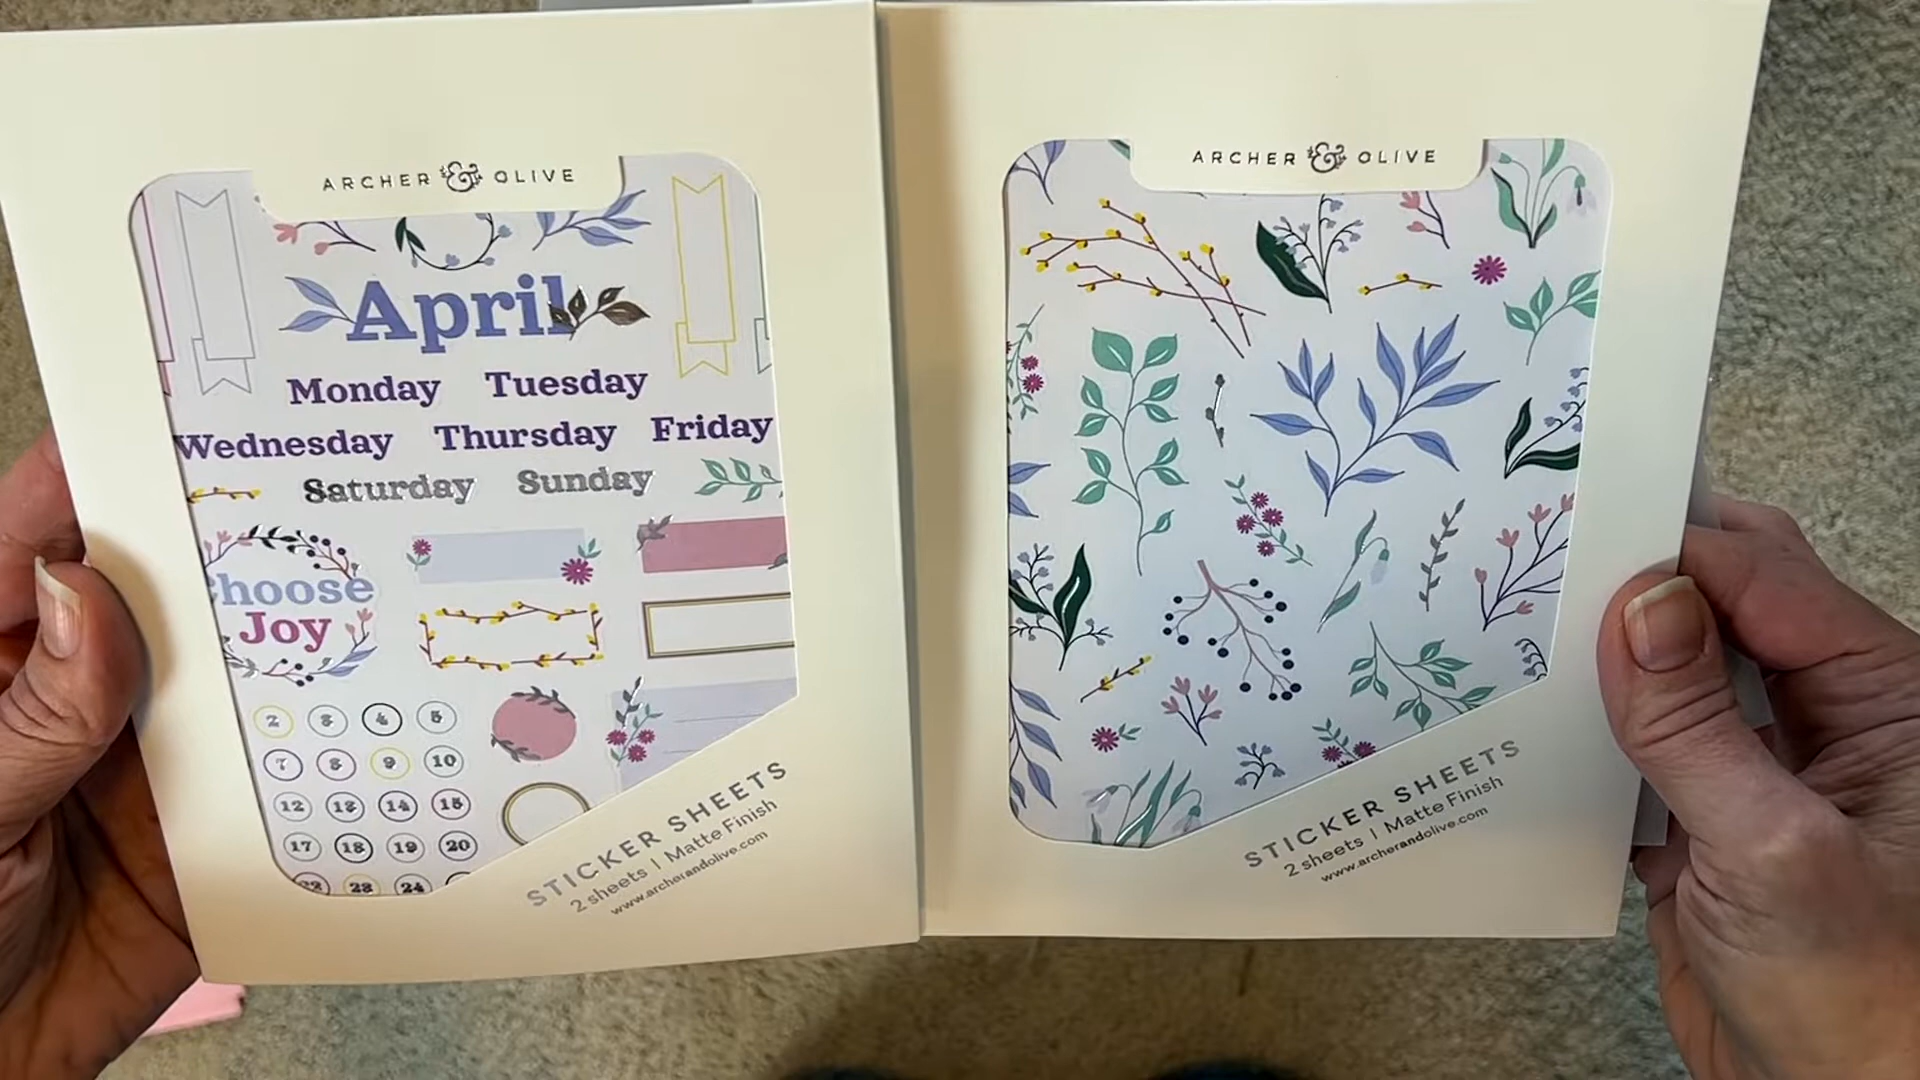 ARCHER & OLIVE
April
Monday Tuesday
Wednesday Thursday Friday
Saturday Sunday
hoose
Joy
2 3 4 5
7 8 9 10
12 13 14 15
17 18 19 20
22 23 24
STICKER SHEETS
2 sheets | Matte Finish
www.archerandolive.com
ARCHER & OLIVE
STICKER SHEETS
2 sheets | Matte Finish
www.archerandolive.com